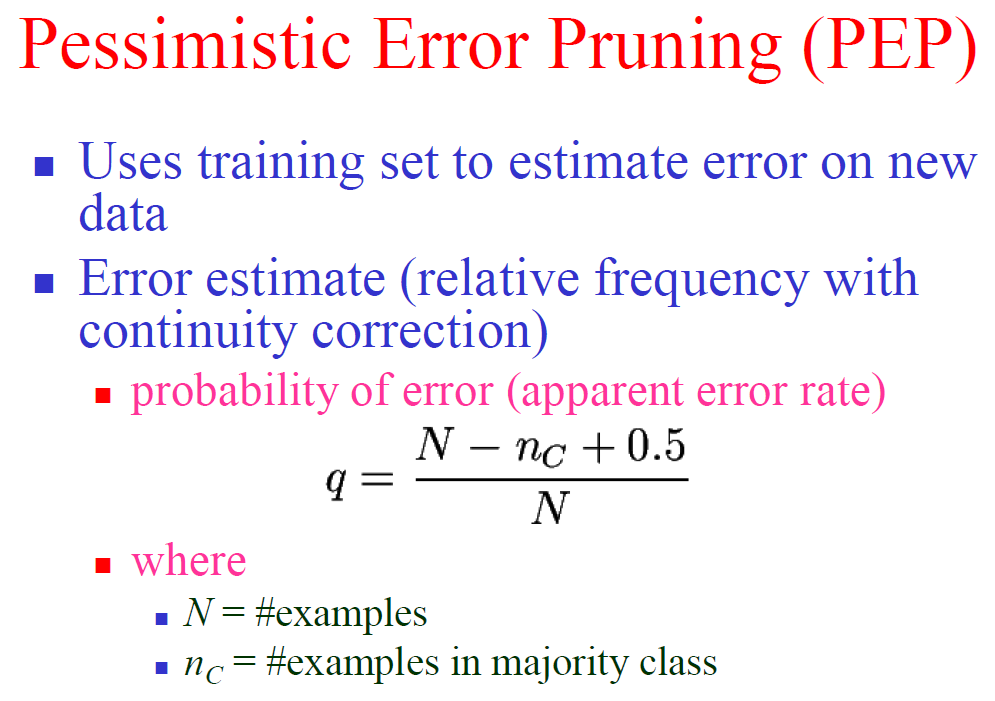 Pessimistic Error Pruning (PEP)
Uses training set to estimate error on new
data
Error estimate (relative frequency with
continuity correction)
probability of error (apparent error rate)
q = \frac{N - n_C + 0.5}{N}
where
N = #examples
n_C = #examples in majority class